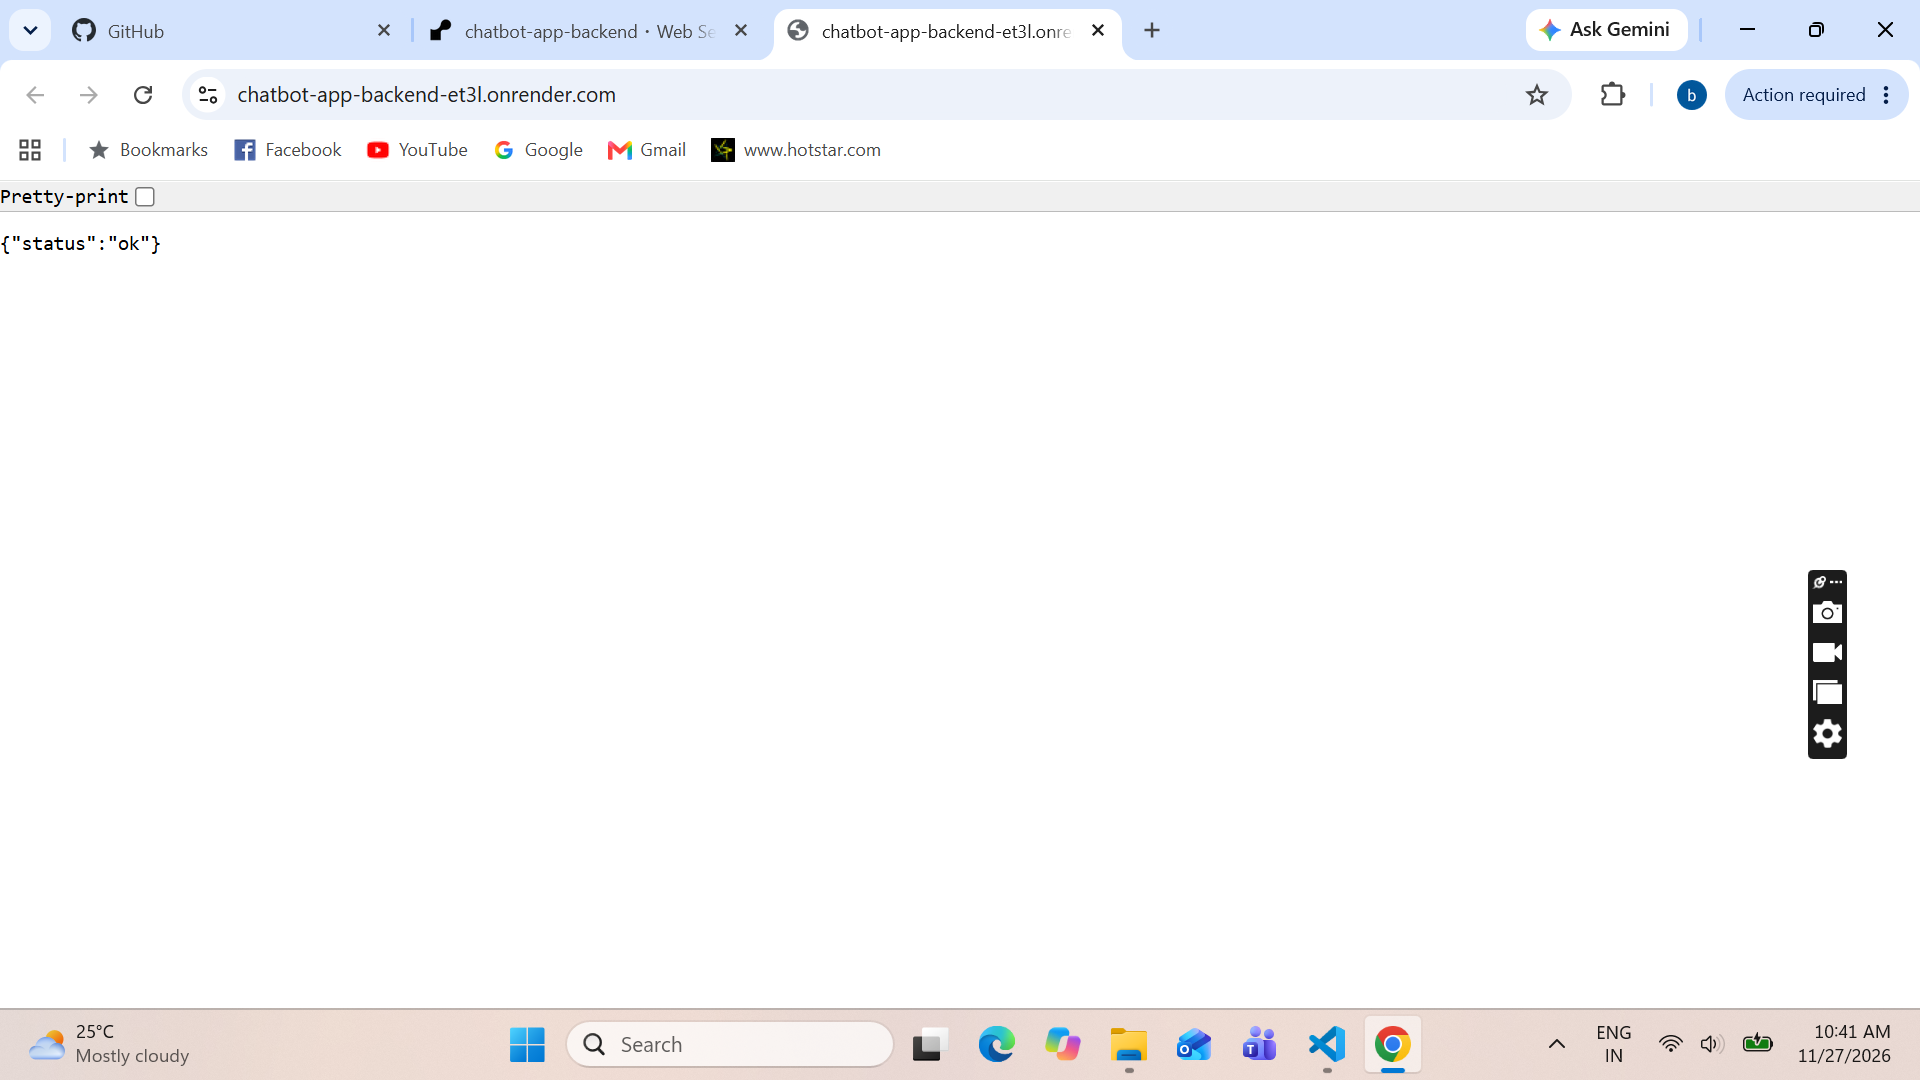 GitHub
chatbot-app-backend · Web Se
chatbot-app-backend-et3l.onre
Ask Gemini
chatbot-app-backend-et3l.onrender.com
b
Action required
Bookmarks
Facebook
YouTube
Google
Gmail
www.hotstar.com
Pretty-print
{"status":"ok"}
25°C
Mostly cloudy
Search
ENG
IN
10:41 AM
11/27/2026